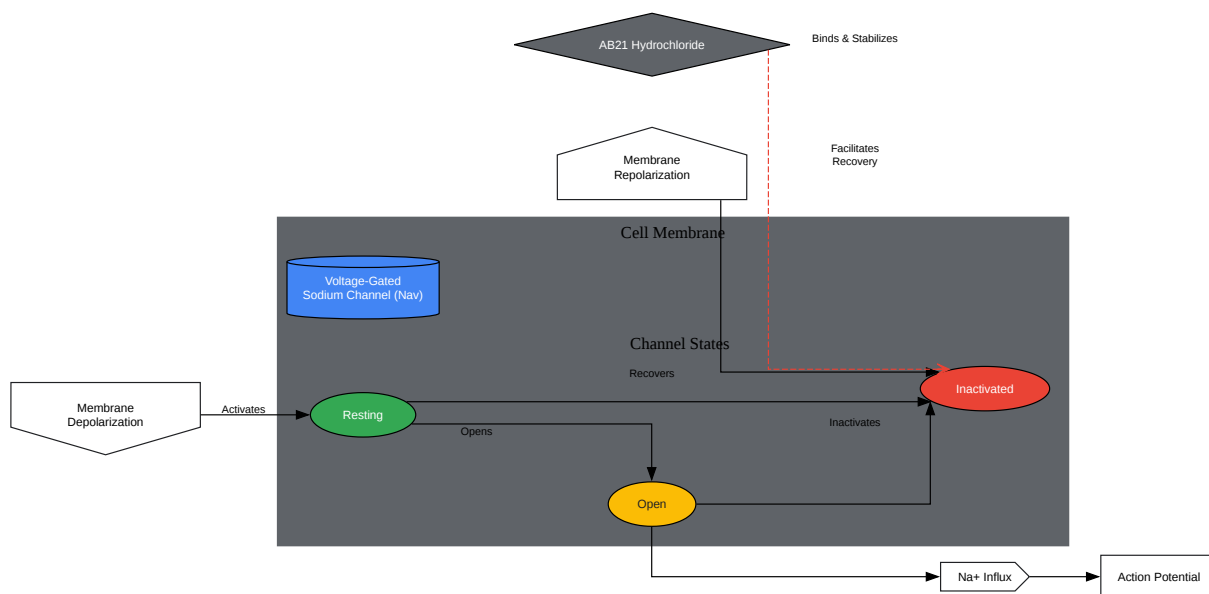 AB21 Hydrochloride
Binds & Stabilizes
Facilitates
Recovery
Membrane
Repolarization
Cell Membrane
Voltage-Gated
Sodium Channel (Nav)
Channel States
Recovers
Inactivated
Membrane
Depolarization
Activates
Resting
Opens
Inactivates
Open
Na+ Influx
Action Potential